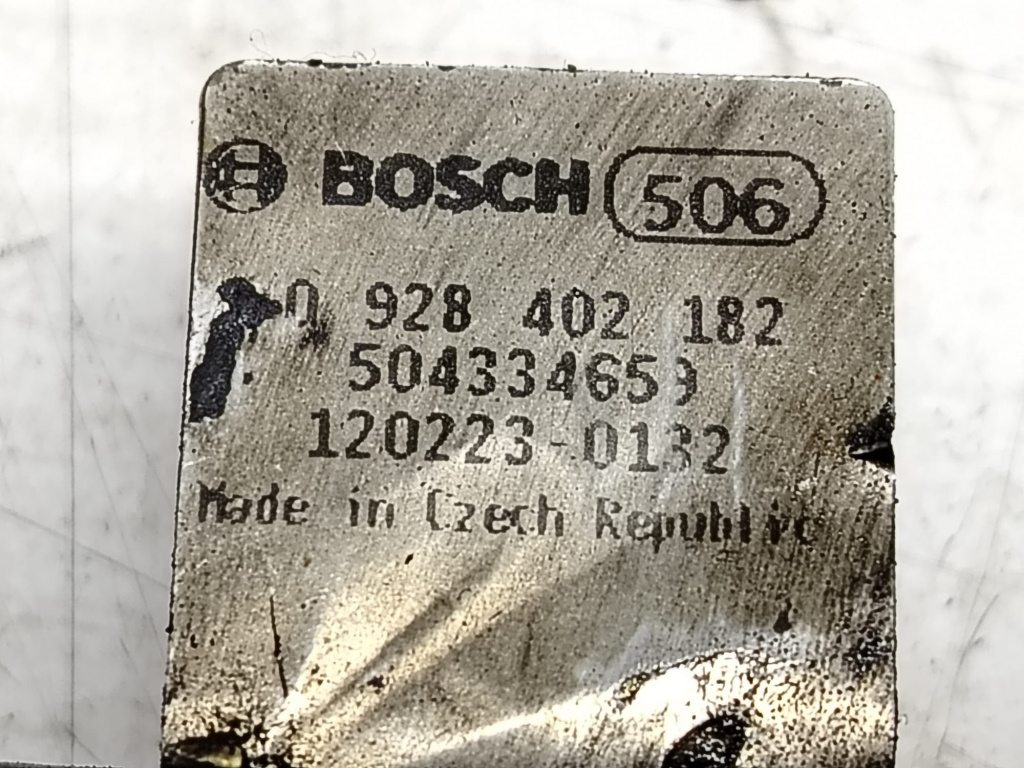 BOSCH 506
0 928 402 182
504334659
120223-0132
Made in Czech Republic